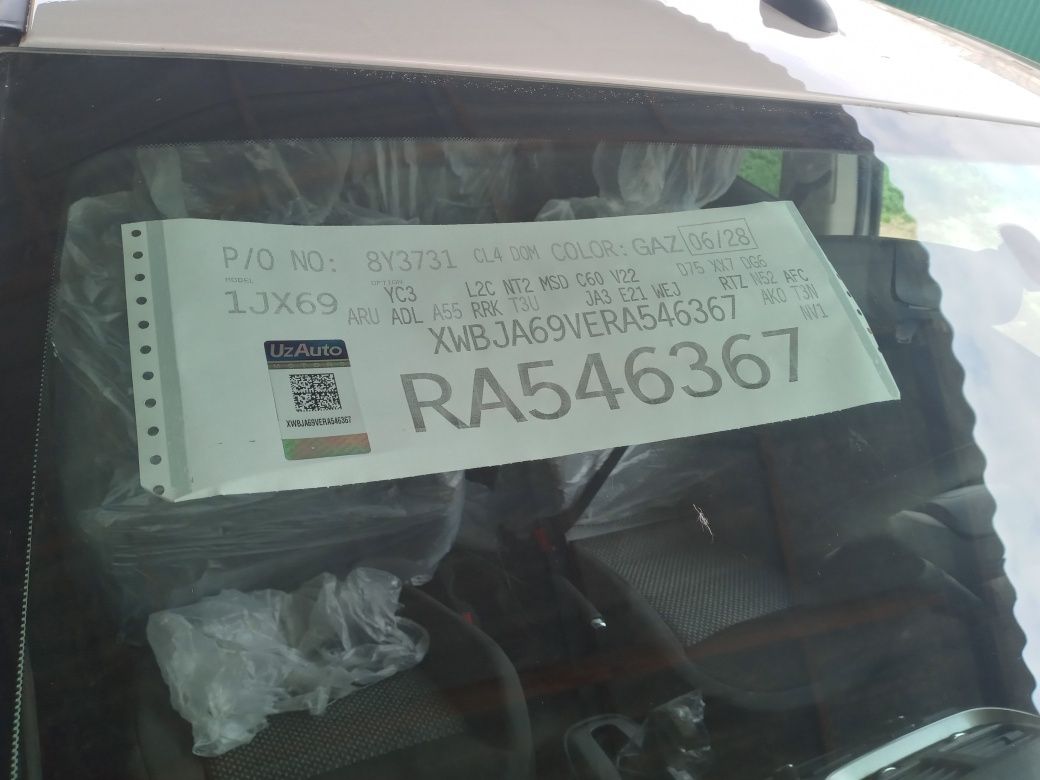 P/O NO: 8Y3731 CL4 DOM COLOR: GAZ 06/28
MODEL OPTION
1JX69 YC3 L2C NT2 MSD C60 V22 D75 XX7 DG6
ARU ADL A55 RRK T3U JA3 E21 WEJ RTZ N52 AFC
AKO T3N
NV1
XWBJA69VERA546367
RA546367
UzAuto
MOTORS
XWBJA69VERA546367